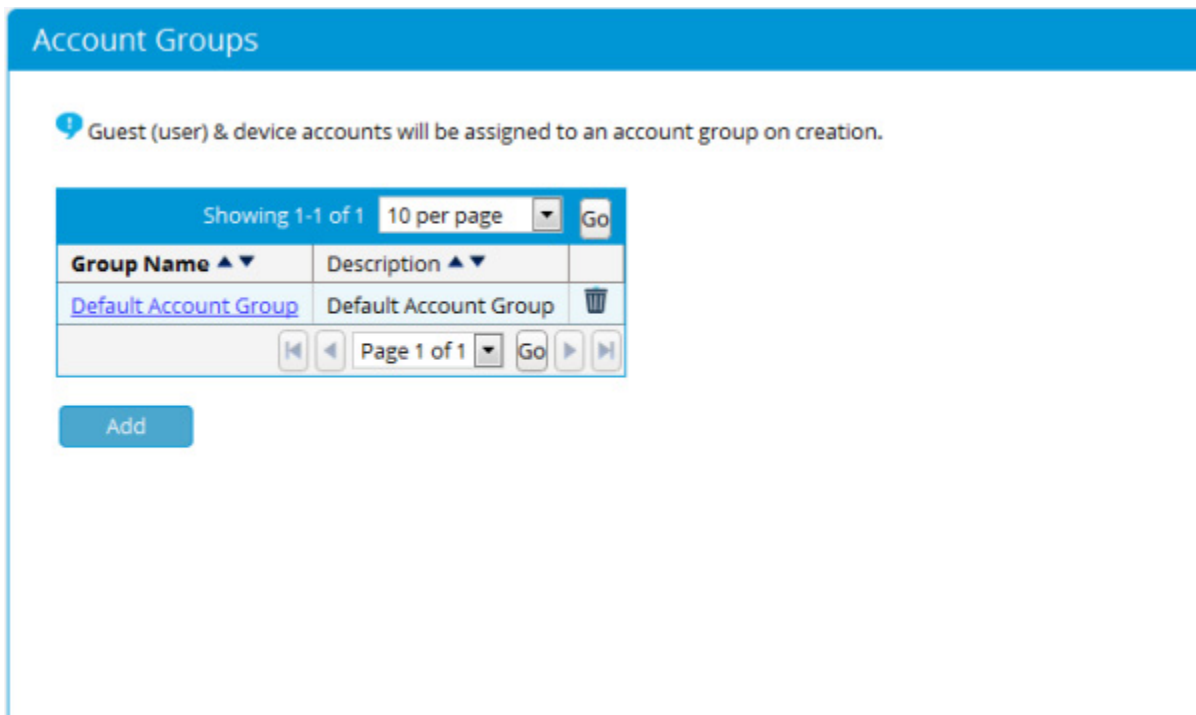 Account Groups
Guest (user) & device accounts will be assigned to an account group on creation.
Showing 1-1 of 1 10 per page Go
Group Name Description
Default Account Group Default Account Group
Page 1 of 1 Go
Add